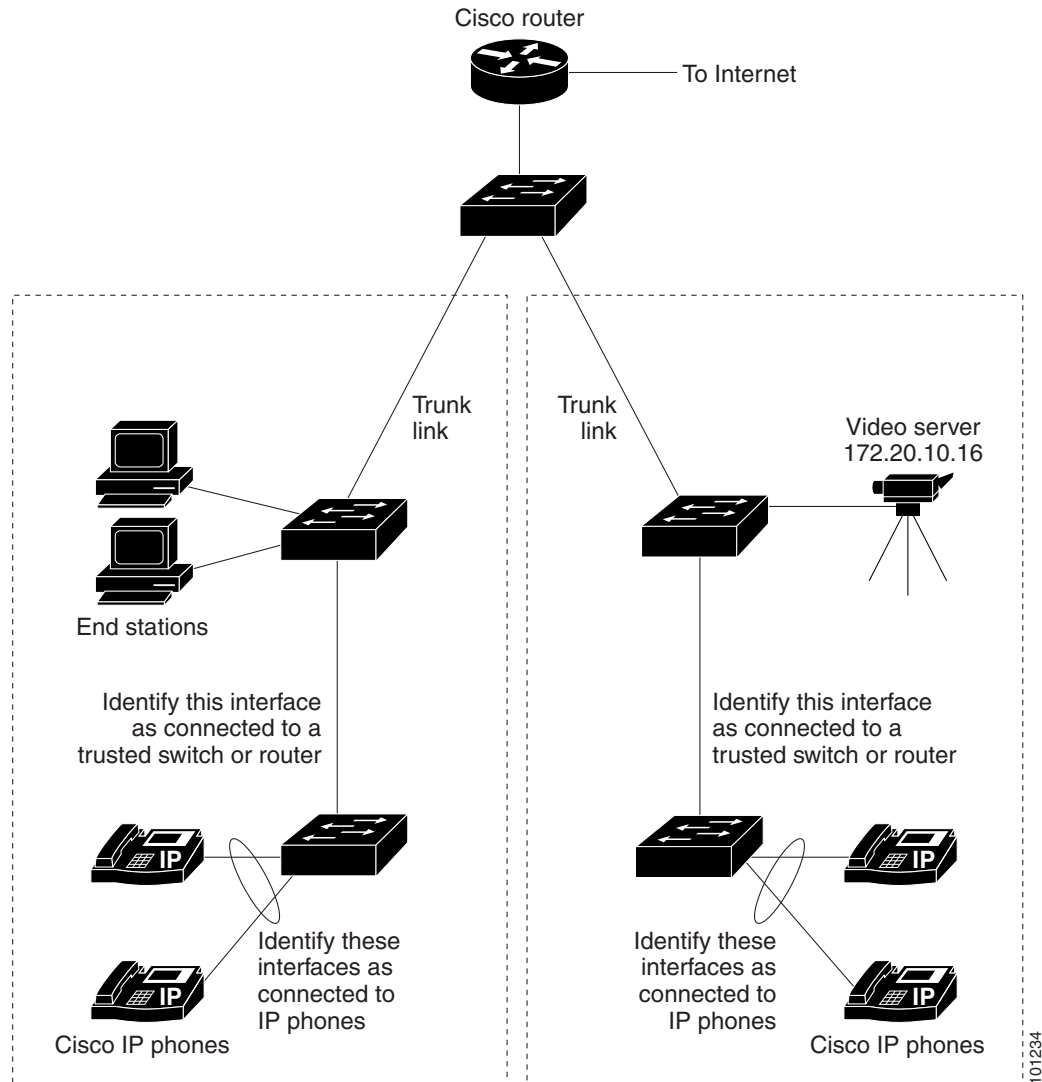 Cisco router
To Internet
Trunk
link
Trunk
link
Video server
172.20.10.16
End stations
Identify this interface
as connected to a
trusted switch or router
Identify this interface
as connected to a
trusted switch or router
IP
IP
Identify these
interfaces as
connected to
IP phones
Identify these
interfaces as
connected to
IP phones
IP
IP
Cisco IP phones
Cisco IP phones
101234